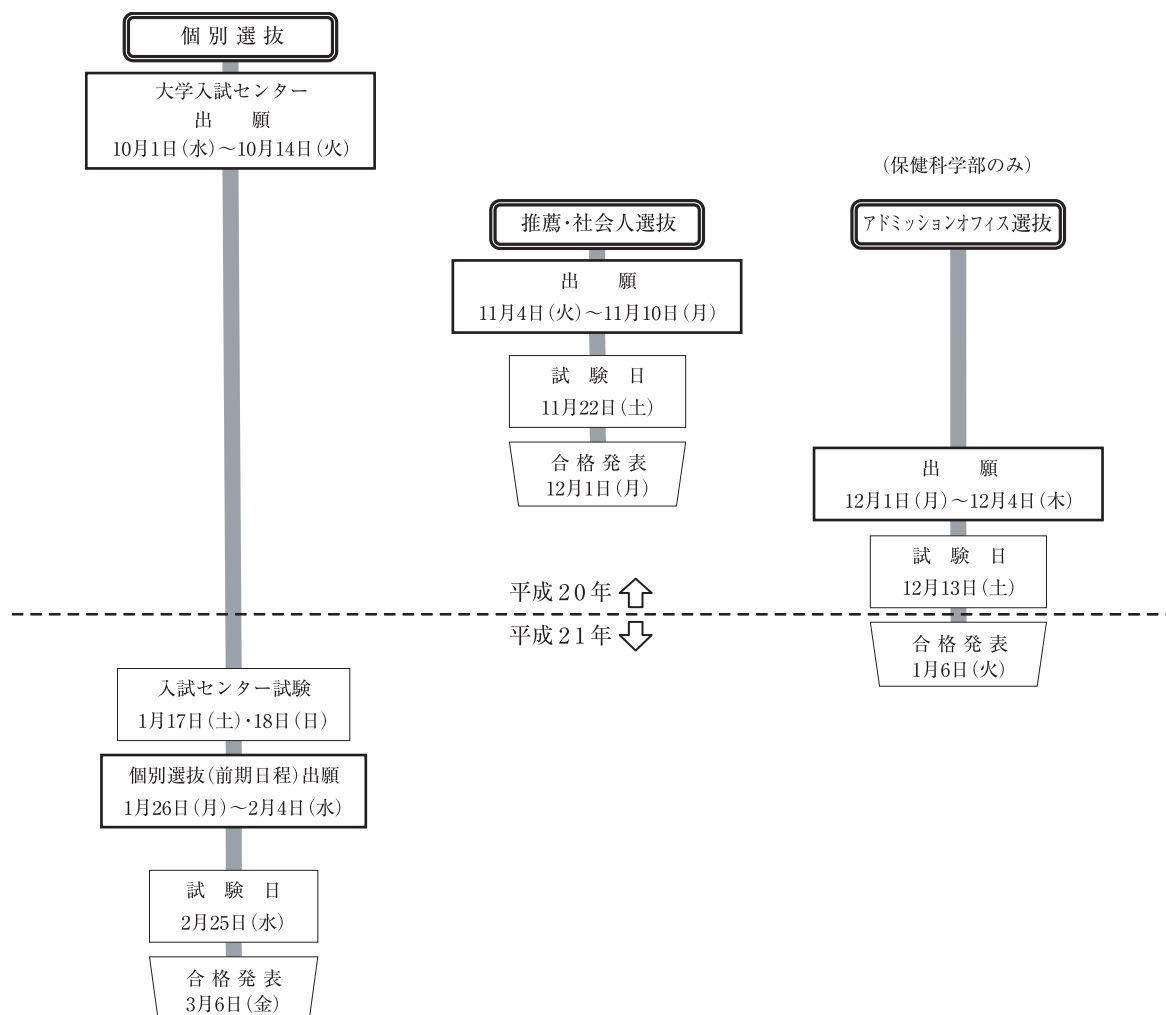 個別選抜
大学入試センター
出　願
10月1日(水)～10月14日(火)
推薦・社会人選抜
出　願
11月4日(火)～11月10日(月)
試　験　日
11月22日(土)
合格発表
12月1日(月)
(保健科学部のみ)
アドミッションオフィス選抜
出　願
12月1日(月)～12月4日(木)
試　験　日
12月13日(土)
平成20年
平成21年
合格発表
1月6日(火)
入試センター試験
1月17日(土)・18日(日)
個別選抜(前期日程)出願
1月26日(月)～2月4日(水)
試　験　日
2月25日(水)
合格発表
3月6日(金)